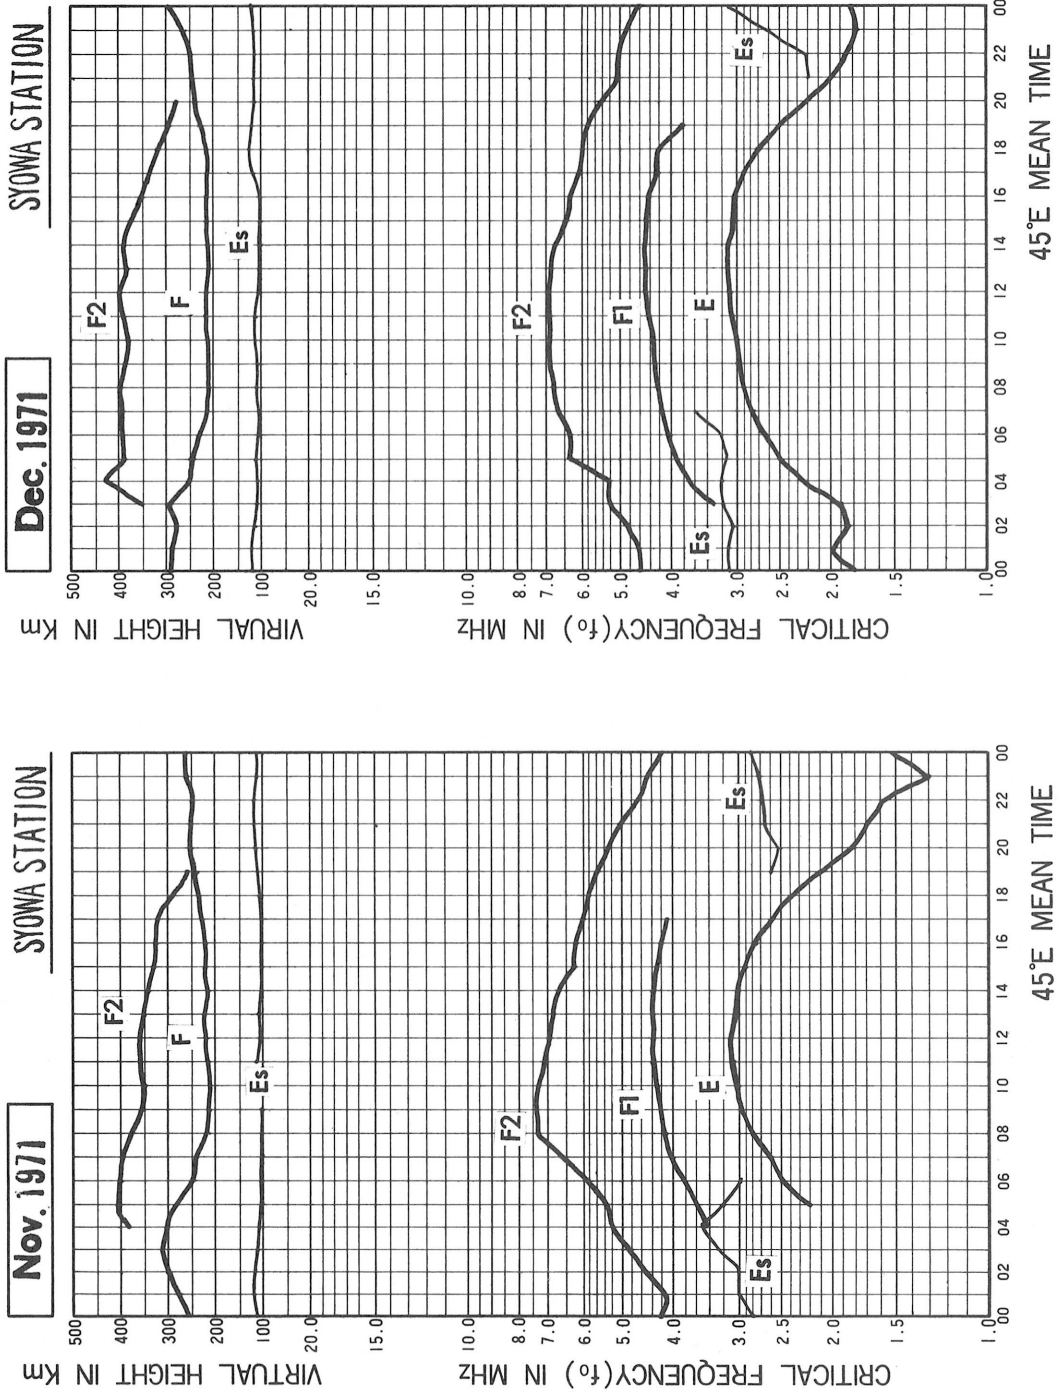 Nov. 1971
SYOWA STATION
VIRTUAL HEIGHT IN Km
500
400
300
200
100
F2
F
Es
CRITICAL FREQUENCY(fo) IN MHz
20.0
15.0
10.0
8.0
7.0
6.0
5.0
4.0
3.0
2.5
2.0
1.5
1.0
F2
F1
E
Es
Es
00 02 04 06 08 10 12 14 16 18 20 22 00
45°E MEAN TIME
Dec. 1971
SYOWA STATION
VIRUAL HEIGHT IN Km
500
400
300
200
100
F2
F
Es
CRITICAL FREQUENCY(fo) IN MHz
20.0
15.0
10.0
8.0
7.0
6.0
5.0
4.0
3.0
2.5
2.0
1.5
1.0
F2
F1
E
Es
Es
00 02 04 06 08 10 12 14 16 18 20 22 00
45°E MEAN TIME